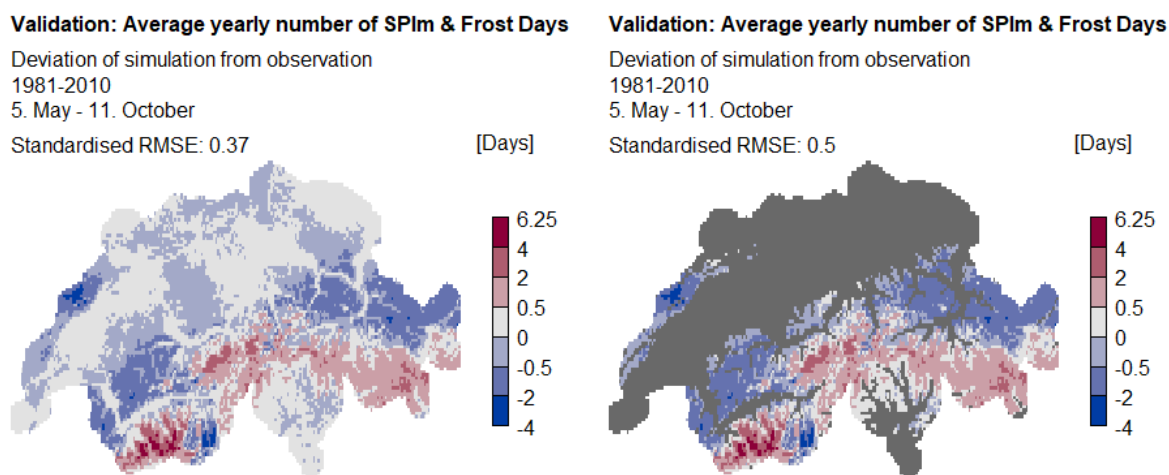 Validation: Average yearly number of SPIm & Frost Days
Deviation of simulation from observation
1981-2010
5. May - 11. October
Standardised RMSE: 0.37
[Days]
6.25
4
2
0.5
0
-0.5
-2
-4
Validation: Average yearly number of SPIm & Frost Days
Deviation of simulation from observation
1981-2010
5. May - 11. October
Standardised RMSE: 0.5
[Days]
6.25
4
2
0.5
0
-0.5
-2
-4